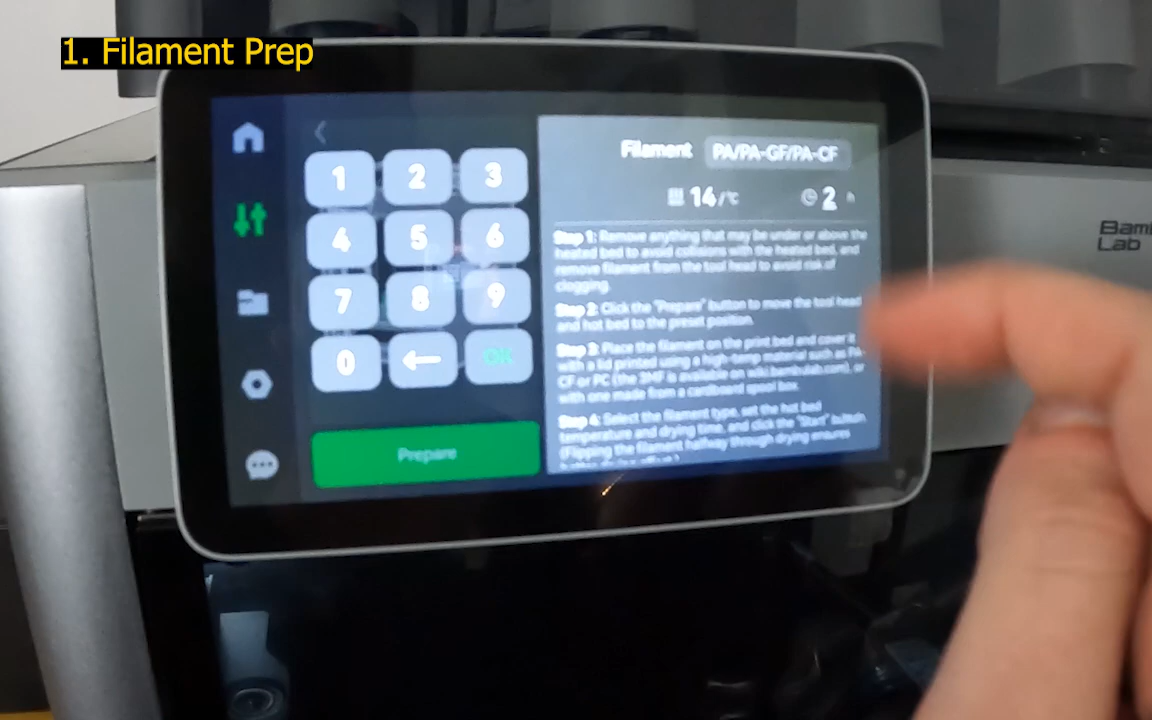 1. Filament Prep
Filament PA/PA-GF/PA-CF
14 /°C 2 h
1 2 3
4 5 6
7 8 9
0 ← OK
Prepare
Step 1: Remove anything that may be under or above the
heated bed to avoid collisions with the heated bed, and
remove filament from the tool head to avoid risk of
clogging.
Step 2: Click the "Prepare" button to move the tool head
and hot bed to the preset position.
Step 3: Place the filament on the print bed and cover it
with a lid printed using a high-temp material such as PA-
CF or PC (the 3MF is available on wiki.bambulab.com), or
with one made from a cardboard spool box.
Step 4: Select the filament type, set the hot bed
temperature and drying time, and click the "Start" button.
(Flipping the filament halfway through drying ensures
Lab